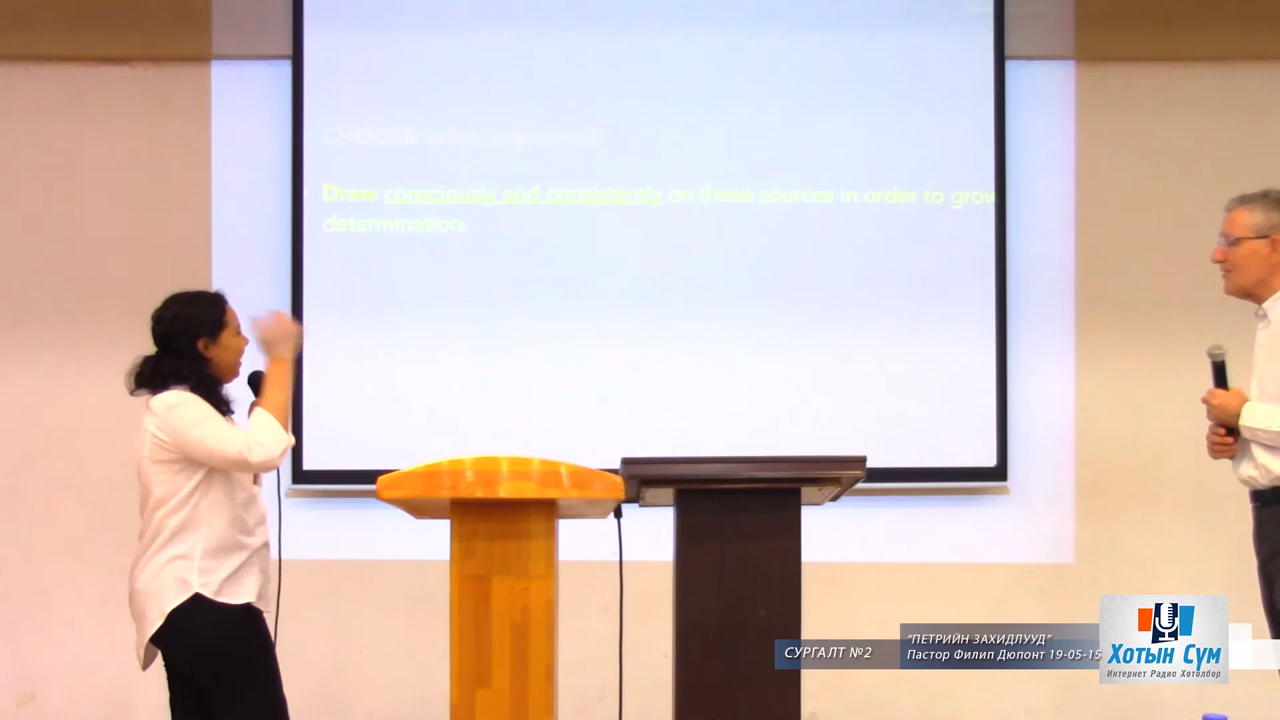 CHOOSE
Draw consciously and consistently on these sources in order to grow
determination.
СУРГАЛТ №2
"ПЕТРИЙН ЗАХИДЛУУД"
Пастор Филип Дюпонт 19-05-15
Хотын Сүм
Интернет Радио Хөтөлбөр